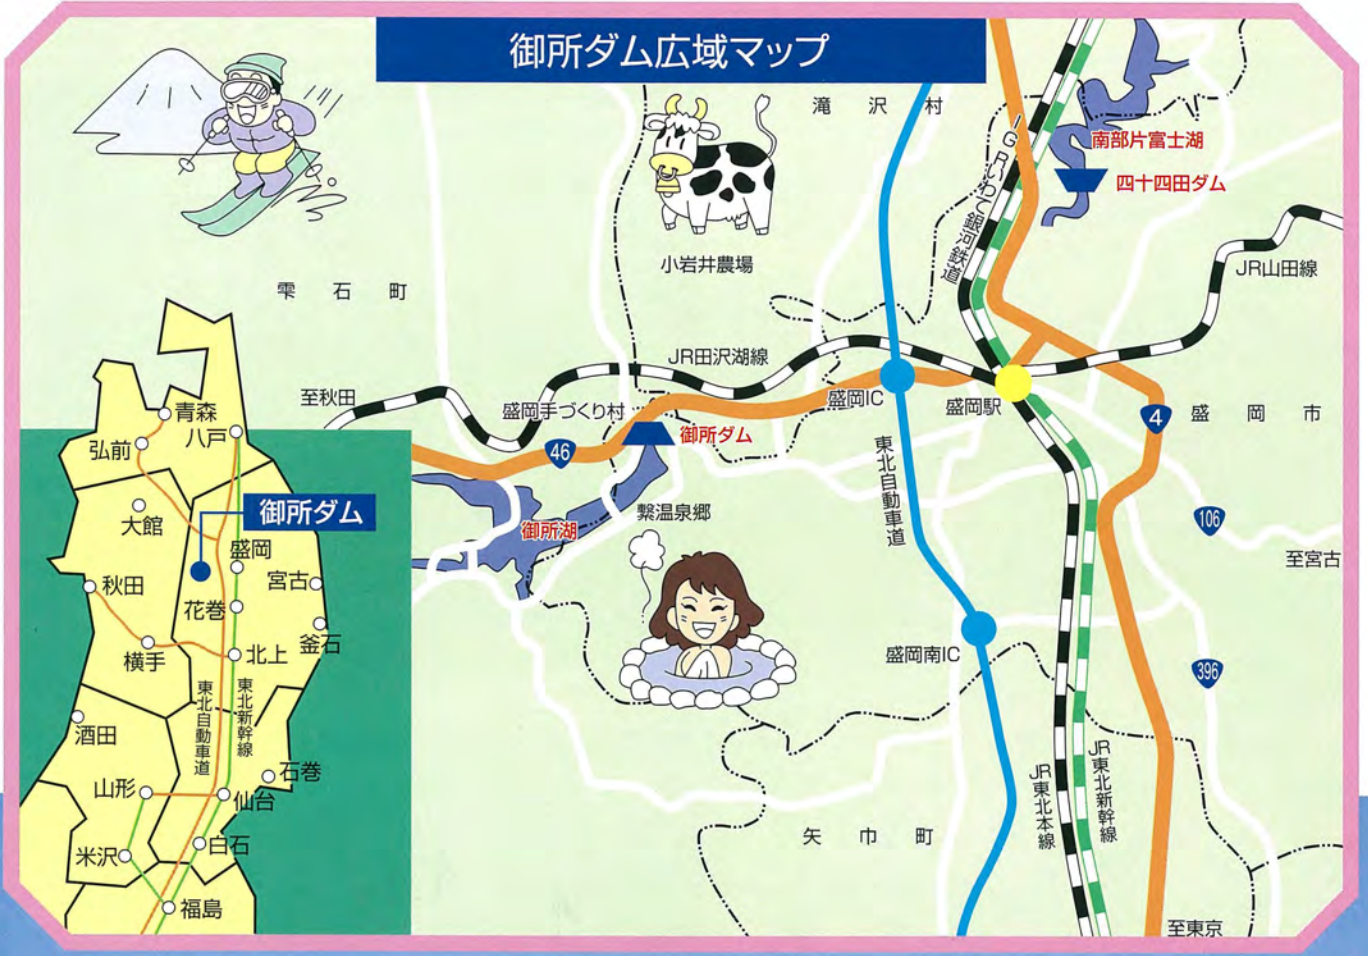 御所ダム広域マップ
滝沢村
南部片富士湖
四十四田ダム
IGRいわて銀河鉄道
小岩井農場
JR山田線
雫石町
JR田沢湖線
至秋田
盛岡手づくり村
盛岡IC
盛岡駅
4
盛岡市
御所ダム
46
東北自動車道
繋温泉郷
御所湖
106
至宮古
盛岡南IC
396
JR東北本線
JR東北新幹線
矢巾町
至東京
青森
八戸
弘前
御所ダム
大館
盛岡
秋田
宮古
花巻
釜石
横手
北上
東北自動車道
東北新幹線
酒田
石巻
山形
仙台
白石
米沢
福島